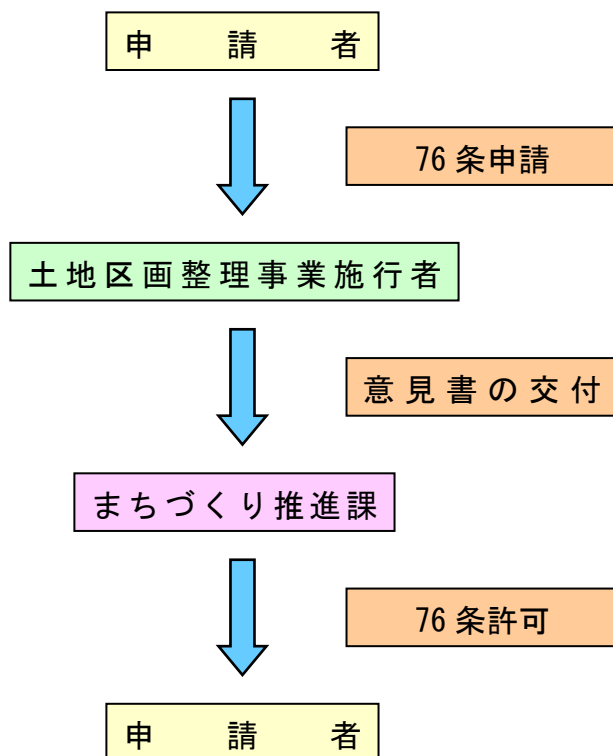 申請者
76条申請
土地区画整理事業施行者
意見書の交付
まちづくり推進課
76条許可
申請者